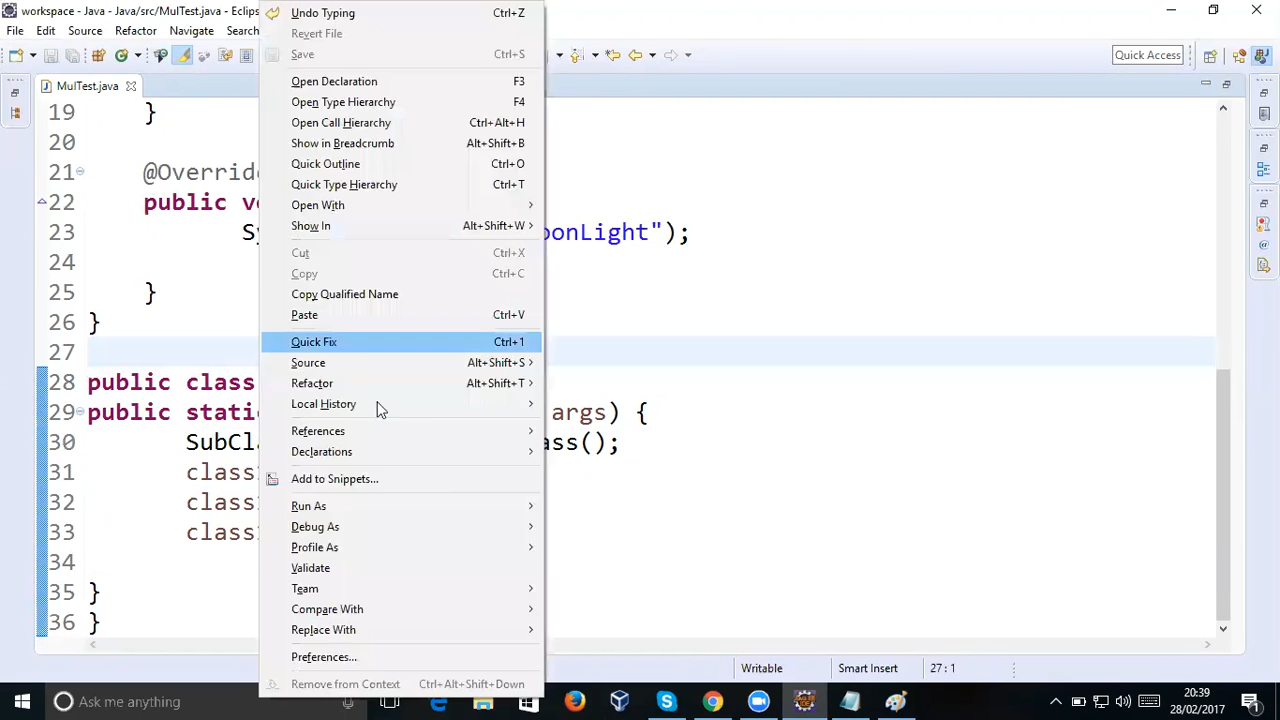 workspace - Java - Java/src/MulTest.java - Eclips
File Edit Source Refactor Navigate Search
Quick Access
MulTest.java
Undo Typing Ctrl+Z
Revert File
Save Ctrl+S
Open Declaration F3
Open Type Hierarchy F4
Open Call Hierarchy Ctrl+Alt+H
Show in Breadcrumb Alt+Shift+B
Quick Outline Ctrl+O
Quick Type Hierarchy Ctrl+T
Open With
Show In Alt+Shift+W
Cut Ctrl+X
Copy Ctrl+C
Copy Qualified Name
Paste Ctrl+V
Quick Fix Ctrl+1
Source Alt+Shift+S
Refactor Alt+Shift+T
Local History
References
Declarations
Add to Snippets...
Run As
Debug As
Profile As
Validate
Team
Compare With
Replace With
Preferences...
Remove from Context Ctrl+Alt+Shift+Down
19 }
20
21 @Overrid
22 public v
23 Sy oonLight");
24
25 }
26 }
27
28 public class
29 public stati args) {
30 SubCl ass();
31 class
32 class
33 class
34
35 }
36 }
Writable Smart Insert 27 : 1
Ask me anything
20:39
28/02/2017